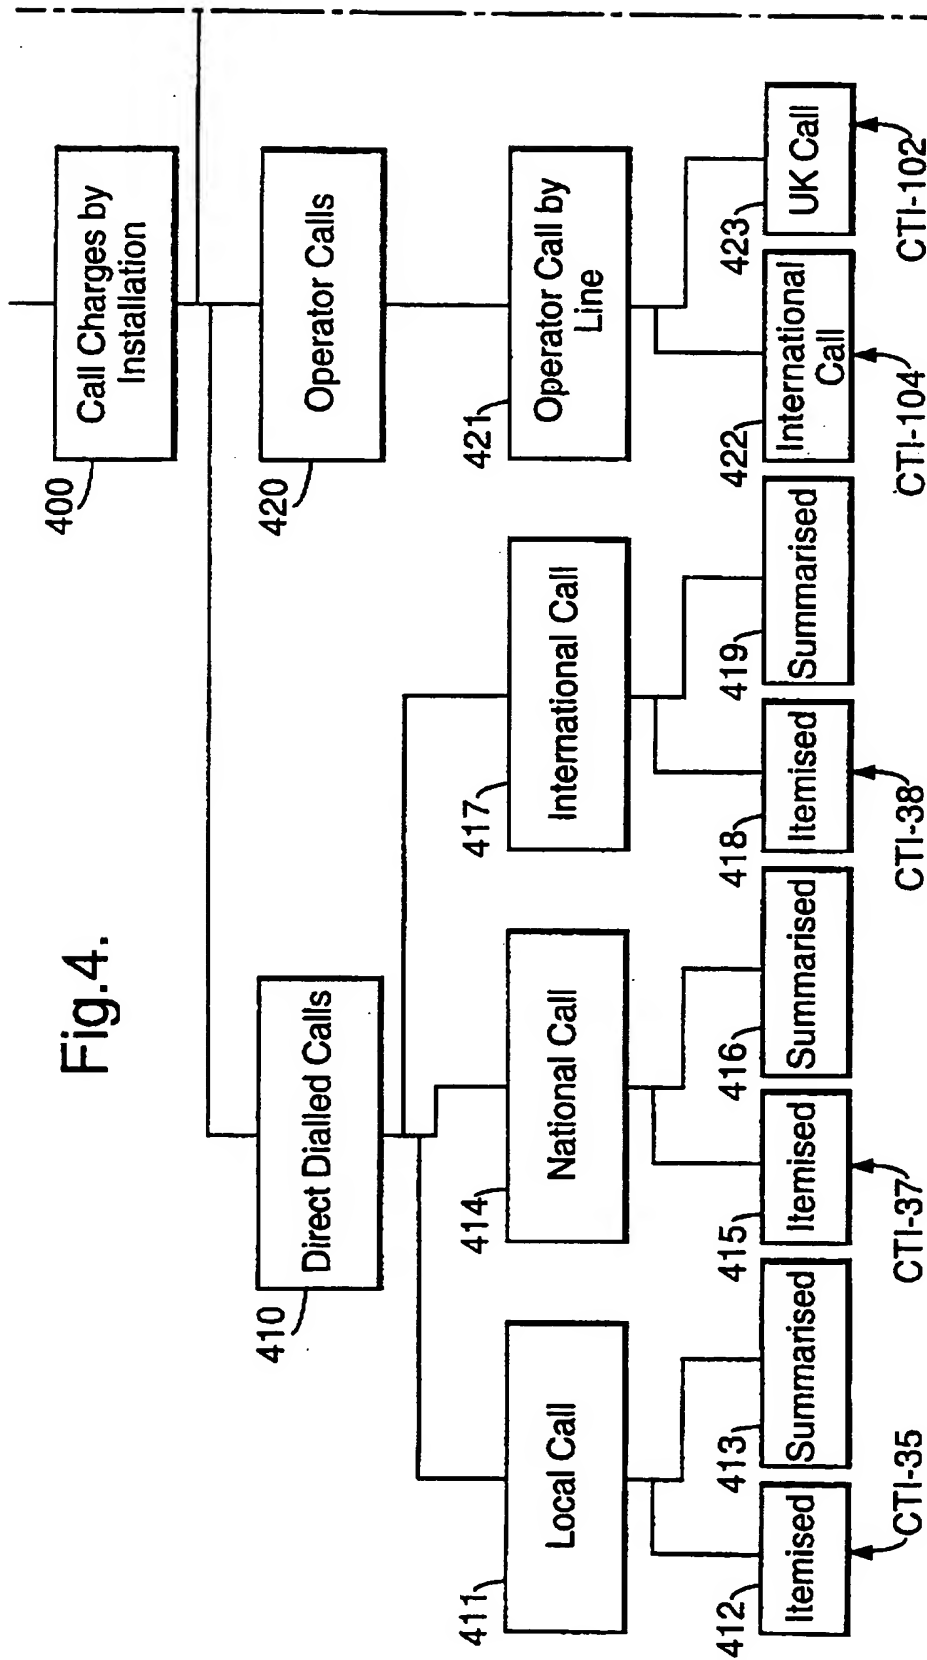 Fig.4.
400
Call Charges by
Installation
410
Direct Dialled Calls
420
Operator Calls
411
Local Call
414
National Call
417
International Call
421
Operator Call by
Line
412
Itemised
413
Summarised
415
Itemised
416
Summarised
418
Itemised
419
Summarised
422
International
Call
423
UK Call
CTI-35
CTI-37
CTI-38
CTI-104
CTI-102